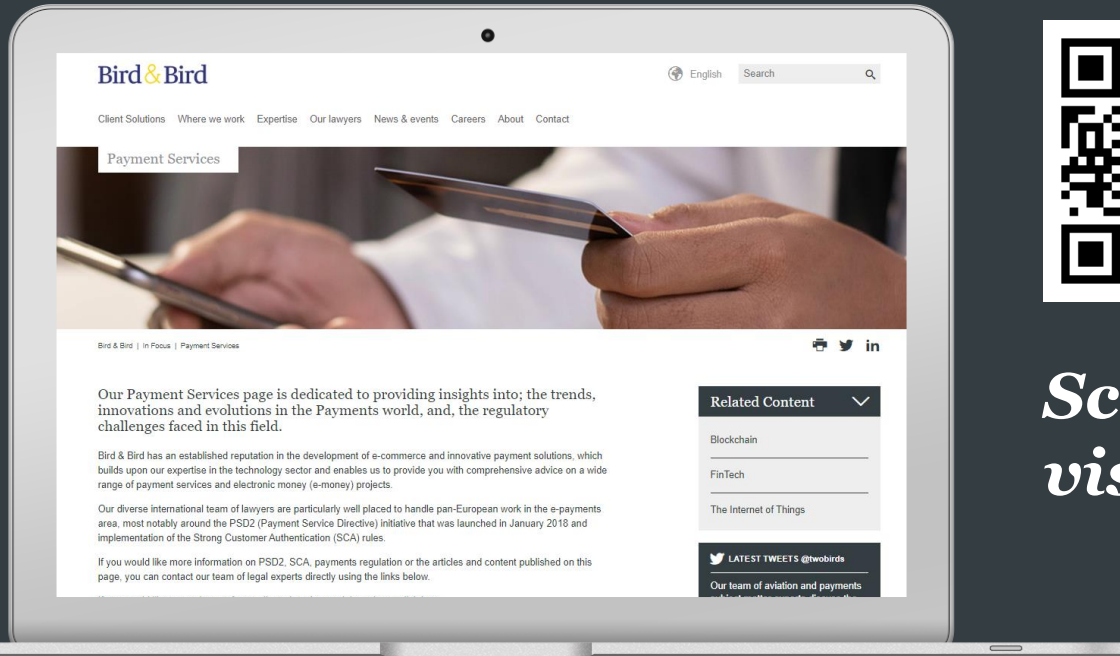 Bird & Bird
English
Search
Client Solutions Where we work Expertise Our lawyers News & events Careers About Contact
Payment Services
Bird & Bird | In Focus | Payment Services
in
Our Payment Services page is dedicated to providing insights into; the trends,
innovations and evolutions in the Payments world, and, the regulatory
challenges faced in this field.
Bird & Bird has an established reputation in the development of e-commerce and innovative payment solutions, which
builds upon our expertise in the technology sector and enables us to provide you with comprehensive advice on a wide
range of payment services and electronic money (e-money) projects.
Our diverse international team of lawyers are particularly well placed to handle pan-European work in the e-payments
area, most notably around the PSD2 (Payment Service Directive) initiative that was launched in January 2018 and
implementation of the Strong Customer Authentication (SCA) rules.
If you would like more information on PSD2, SCA, payments regulation or the articles and content published on this
page, you can contact our team of legal experts directly using the links below.
Related Content
Blockchain
FinTech
The Internet of Things
LATEST TWEETS @twobirds
Our team of aviation and payments
Sc
vis